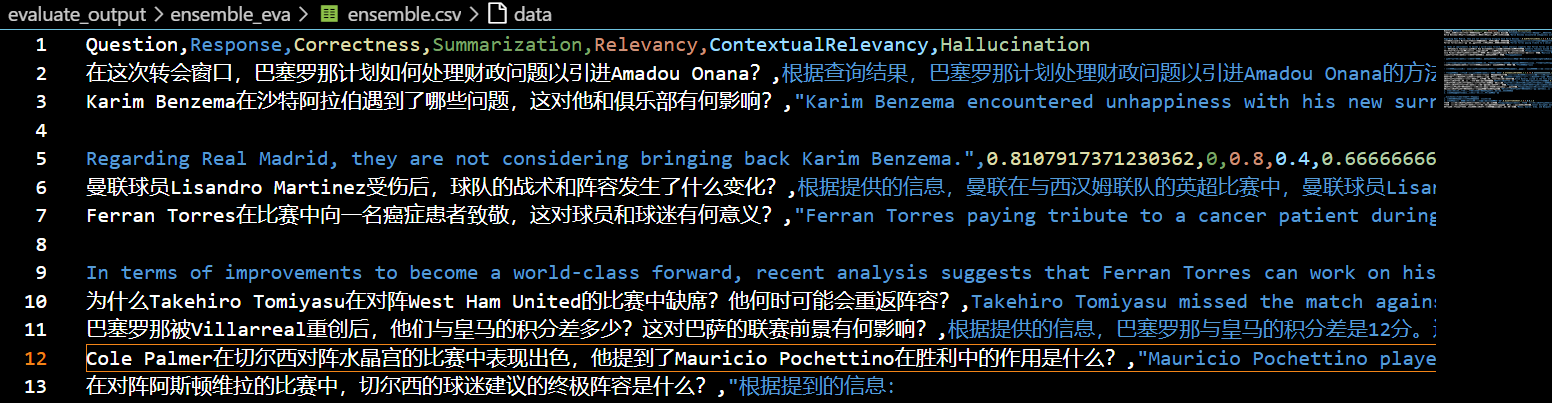 evaluate_output > ensemble_eva > ensemble.csv > data
1 Question,Response,Correctness,Summarization,Relevancy,ContextualRelevancy,Hallucination
2 在这次转会窗口，巴塞罗那计划如何处理财政问题以引进Amadou Onana？,根据查询结果，巴塞罗那计划处理财政问题以引进Amadou Onana的方法
3 Karim Benzema在沙特阿拉伯遇到了哪些问题，这对他和俱乐部有何影响？,"Karim Benzema encountered unhappiness with his new surr
4
5 Regarding Real Madrid, they are not considering bringing back Karim Benzema.",0.8107917371230362,0,0.8,0.4,0.66666666
6 曼联球员Lisandro Martinez受伤后，球队的战术和阵容发生了什么变化？,根据提供的信息，曼联在与西汉姆联队的英超比赛中，曼联球员Lisan
7 Ferran Torres在比赛中向一名癌症患者致敬，这对球员和球迷有何意义？,"Ferran Torres paying tribute to a cancer patient during
8
9 In terms of improvements to become a world-class forward, recent analysis suggests that Ferran Torres can work on his
10 为什么Takehiro Tomiyasu在对阵West Ham United的比赛中缺席？他何时可能会重返阵容？,Takehiro Tomiyasu missed the match agains
11 巴塞罗那被Villarreal重创后，他们与皇马的积分差多少？这对巴萨的联赛前景有何影响？,根据提供的信息，巴塞罗那与皇马的积分差是12分。
12 Cole Palmer在切尔西对阵水晶宫的比赛中表现出色，他提到了Mauricio Pochettino在胜利中的作用是什么？,"Mauricio Pochettino playe
13 在对阵阿斯顿维拉的比赛中，切尔西的球迷建议的终极阵容是什么？,"根据提到的信息：